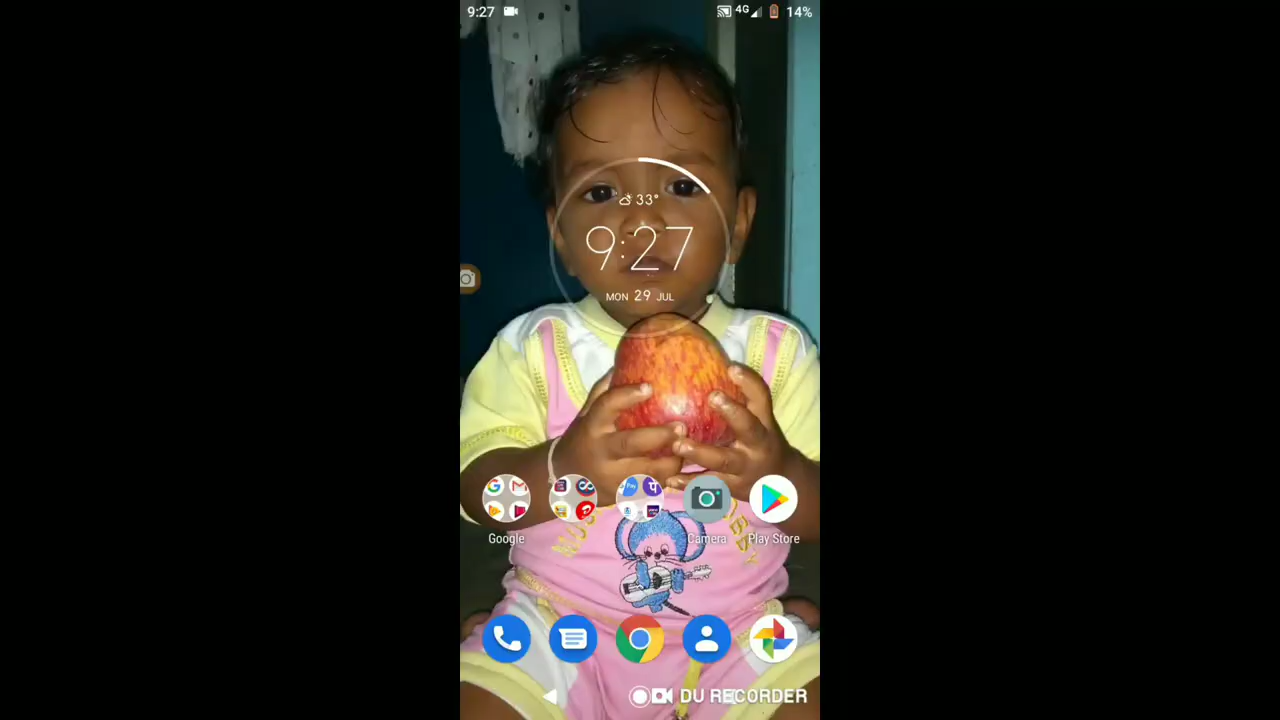 9:27 4G 14%
33°
9:27
MON 29 JUL
Google Camera Play Store
DU RECORDER